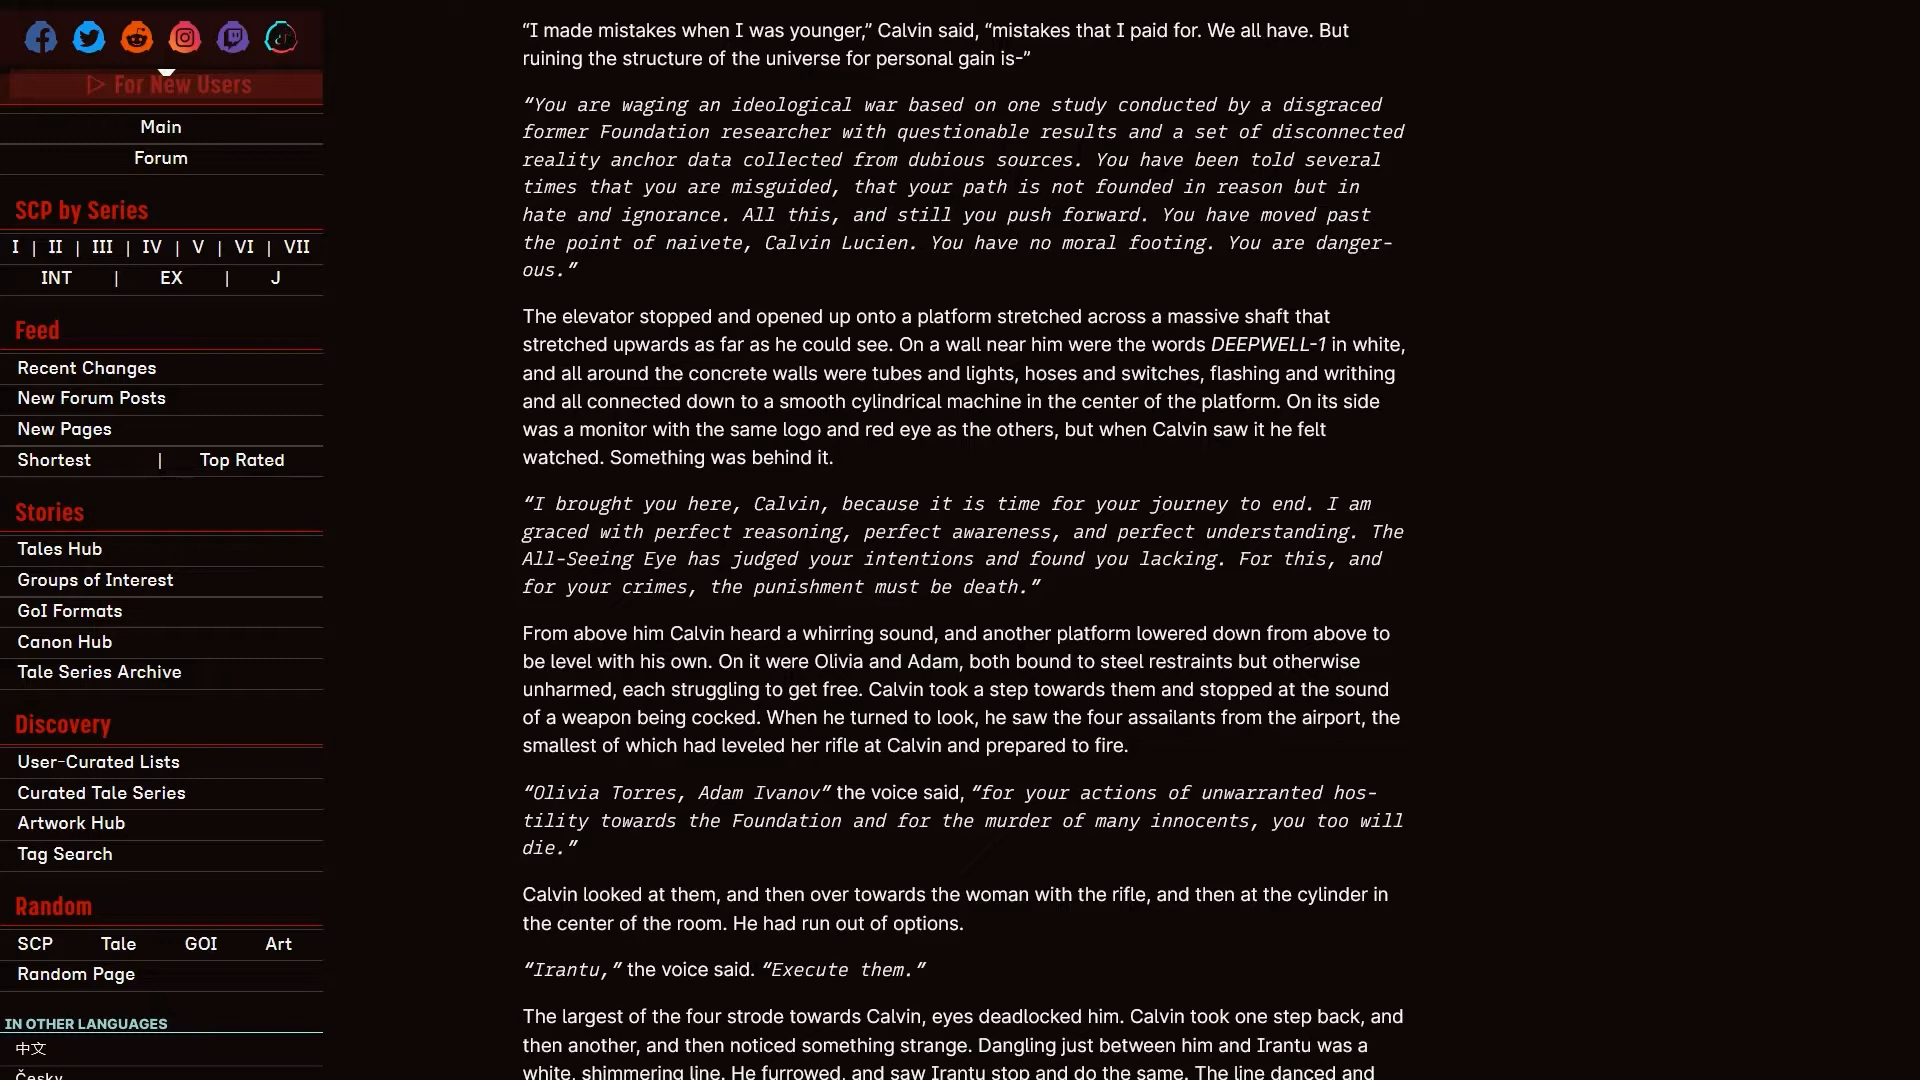 ▷ For New Users
Main
Forum
SCP by Series
I | II | III | IV | V | VI | VII
INT | EX | J
Feed
Recent Changes
New Forum Posts
New Pages
Shortest | Top Rated
Stories
Tales Hub
Groups of Interest
GoI Formats
Canon Hub
Tale Series Archive
Discovery
User-Curated Lists
Curated Tale Series
Artwork Hub
Tag Search
Random
SCP Tale GOI Art
Random Page
IN OTHER LANGUAGES
中文
Česky
“I made mistakes when I was younger,” Calvin said, “mistakes that I paid for. We all have. But
ruining the structure of the universe for personal gain is-”
“You are waging an ideological war based on one study conducted by a disgraced
former Foundation researcher with questionable results and a set of disconnected
reality anchor data collected from dubious sources. You have been told several
times that you are misguided, that your path is not founded in reason but in
hate and ignorance. All this, and still you push forward. You have moved past
the point of naivete, Calvin Lucien. You have no moral footing. You are danger-
ous.”
The elevator stopped and opened up onto a platform stretched across a massive shaft that
stretched upwards as far as he could see. On a wall near him were the words DEEPWELL-1 in white,
and all around the concrete walls were tubes and lights, hoses and switches, flashing and writhing
and all connected down to a smooth cylindrical machine in the center of the platform. On its side
was a monitor with the same logo and red eye as the others, but when Calvin saw it he felt
watched. Something was behind it.
“I brought you here, Calvin, because it is time for your journey to end. I am
graced with perfect reasoning, perfect awareness, and perfect understanding. The
All-Seeing Eye has judged your intentions and found you lacking. For this, and
for your crimes, the punishment must be death.”
From above him Calvin heard a whirring sound, and another platform lowered down from above to
be level with his own. On it were Olivia and Adam, both bound to steel restraints but otherwise
unharmed, each struggling to get free. Calvin took a step towards them and stopped at the sound
of a weapon being cocked. When he turned to look, he saw the four assailants from the airport, the
smallest of which had leveled her rifle at Calvin and prepared to fire.
“Olivia Torres, Adam Ivanov” the voice said, “for your actions of unwarranted hos-
tility towards the Foundation and for the murder of many innocents, you too will
die.”
Calvin looked at them, and then over towards the woman with the rifle, and then at the cylinder in
the center of the room. He had run out of options.
“Irantu,” the voice said. “Execute them.”
The largest of the four strode towards Calvin, eyes deadlocked him. Calvin took one step back, and
then another, and then noticed something strange. Dangling just between him and Irantu was a
white, shimmering line. He furrowed, and saw Irantu stop and do the same. The line danced and